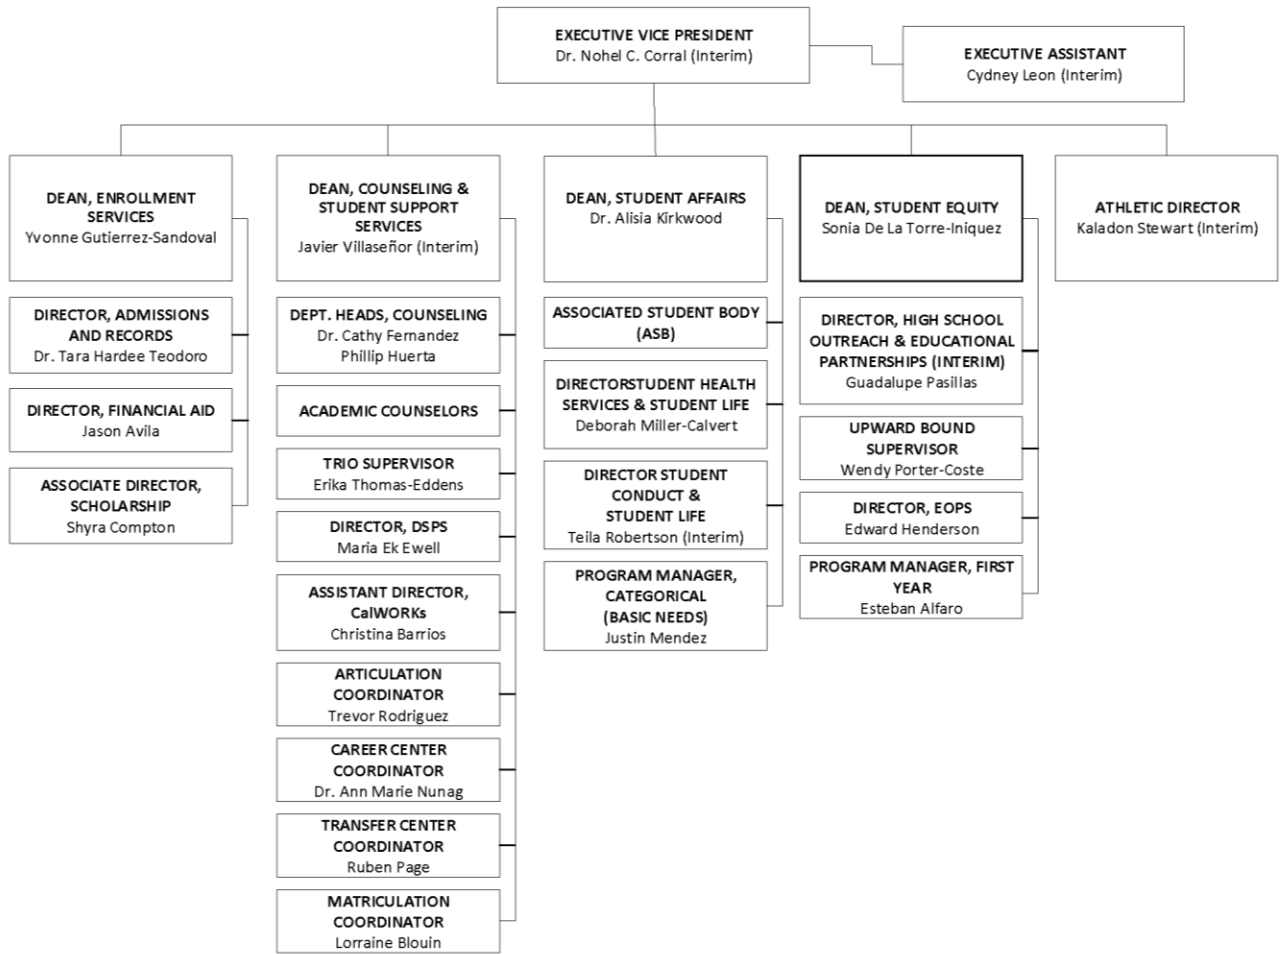 EXECUTIVE VICE PRESIDENT
Dr. Nohel C. Corral (Interim)
EXECUTIVE ASSISTANT
Cydney Leon (Interim)
DEAN, ENROLLMENT
SERVICES
Yvonne Gutierrez-Sandoval
DIRECTOR, ADMISSIONS
AND RECORDS
Dr. Tara Hardee Teodoro
DIRECTOR, FINANCIAL AID
Jason Avila
ASSOCIATE DIRECTOR,
SCHOLARSHIP
Shyra Compton
DEAN, COUNSELING &
STUDENT SUPPORT
SERVICES
Javier Villaseñor (Interim)
DEPT. HEADS, COUNSELING
Dr. Cathy Fernandez
Phillip Huerta
ACADEMIC COUNSELORS
TRIO SUPERVISOR
Erika Thomas-Eddens
DIRECTOR, DSPS
Maria Ek Ewell
ASSISTANT DIRECTOR,
CalWORKs
Christina Barrios
ARTICULATION
COORDINATOR
Trevor Rodriguez
CAREER CENTER
COORDINATOR
Dr. Ann Marie Nunag
TRANSFER CENTER
COORDINATOR
Ruben Page
MATRICULATION
COORDINATOR
Lorraine Blouin
DEAN, STUDENT AFFAIRS
Dr. Alisia Kirkwood
ASSOCIATED STUDENT BODY
(ASB)
DIRECTORSTUDENT HEALTH
SERVICES & STUDENT LIFE
Deborah Miller-Calvert
DIRECTOR STUDENT
CONDUCT &
STUDENT LIFE
Teila Robertson (Interim)
PROGRAM MANAGER,
CATEGORICAL
(BASIC NEEDS)
Justin Mendez
DEAN, STUDENT EQUITY
Sonia De La Torre-Iniquez
DIRECTOR, HIGH SCHOOL
OUTREACH & EDUCATIONAL
PARTNERSHIPS (INTERIM)
Guadalupe Pasillas
UPWARD BOUND
SUPERVISOR
Wendy Porter-Coste
DIRECTOR, EOPS
Edward Henderson
PROGRAM MANAGER, FIRST
YEAR
Esteban Alfaro
ATHLETIC DIRECTOR
Kaladon Stewart (Interim)